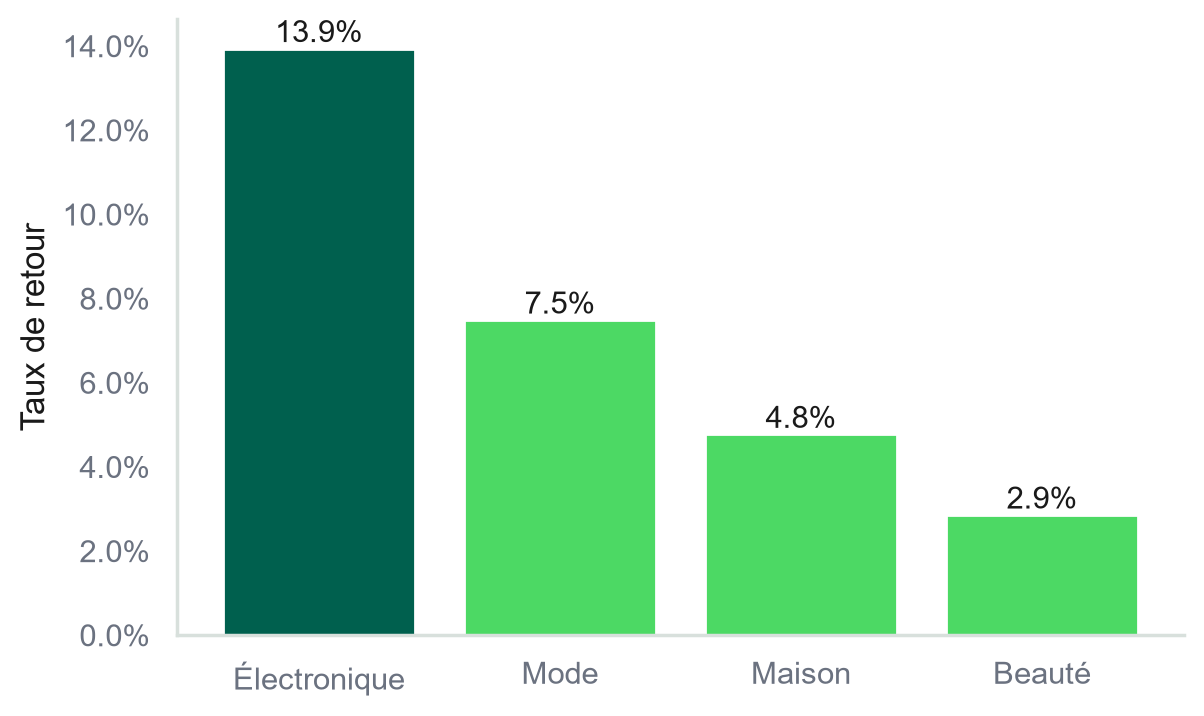 Taux de retour
14.0%
12.0%
10.0%
8.0%
6.0%
4.0%
2.0%
0.0%
13.9%
7.5%
4.8%
2.9%
Électronique
Mode
Maison
Beauté